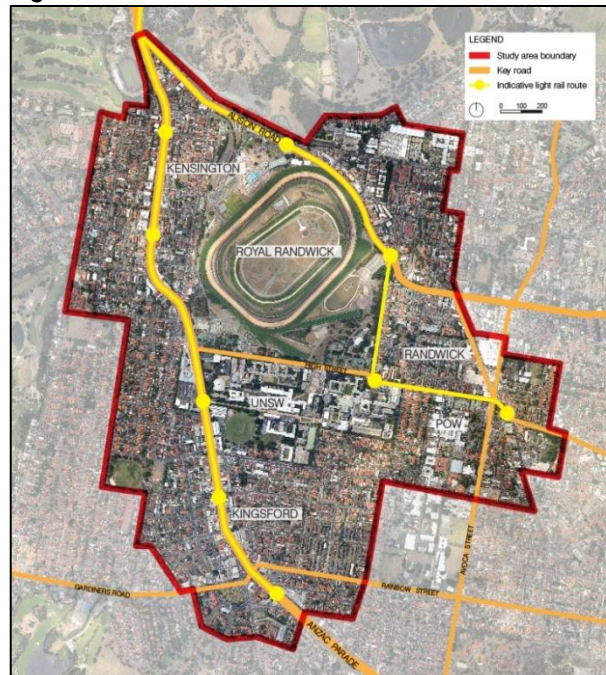 LEGEND
Study area boundary
Key road
Indicative light rail route
0 100 200
ALISON ROAD
KENSINGTON
ROYAL RANDWICK
RANDWICK
HIGH STREET
UNSW
POW
KINGSFORD
AVOCA STREET
GARDINERS ROAD
RAINBOW STREET
ANZAC PARADE